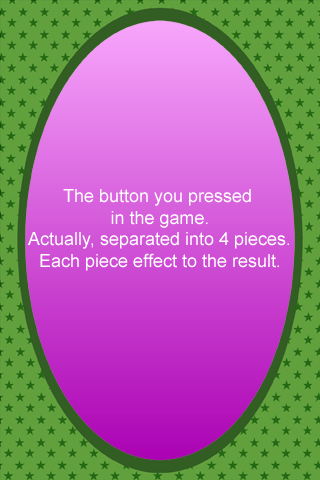 The button you pressed
in the game.
Actually, separated into 4 pieces.
Each piece effect to the result.